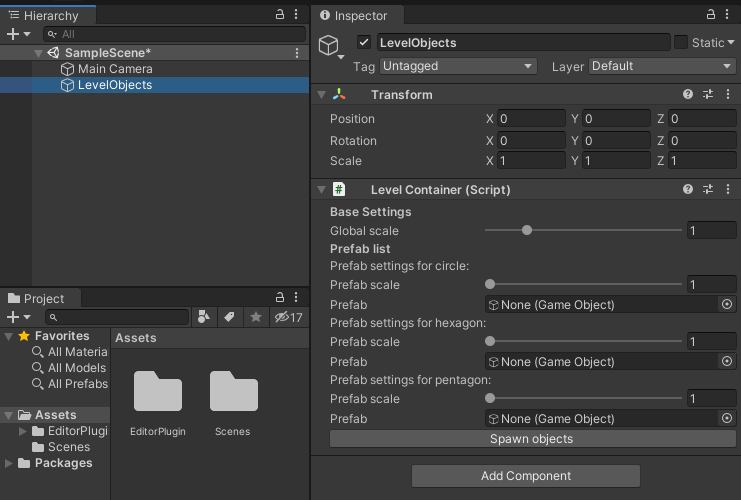 Hierarchy
All
SampleScene*
Main Camera
LevelObjects
Project
17
Favorites
All Materia
All Models
All Prefabs
Assets
EditorPlugi
Scenes
Packages
Assets
EditorPlugin
Scenes
Inspector
LevelObjects
Static
Tag Untagged Layer Default
Transform
Position X 0 Y 0 Z 0
Rotation X 0 Y 0 Z 0
Scale X 1 Y 1 Z 1
# Level Container (Script)
Base Settings
Global scale 1
Prefab list
Prefab settings for circle:
Prefab scale 1
Prefab None (Game Object)
Prefab settings for hexagon:
Prefab scale 1
Prefab None (Game Object)
Prefab settings for pentagon:
Prefab scale 1
Prefab None (Game Object)
Spawn objects
Add Component